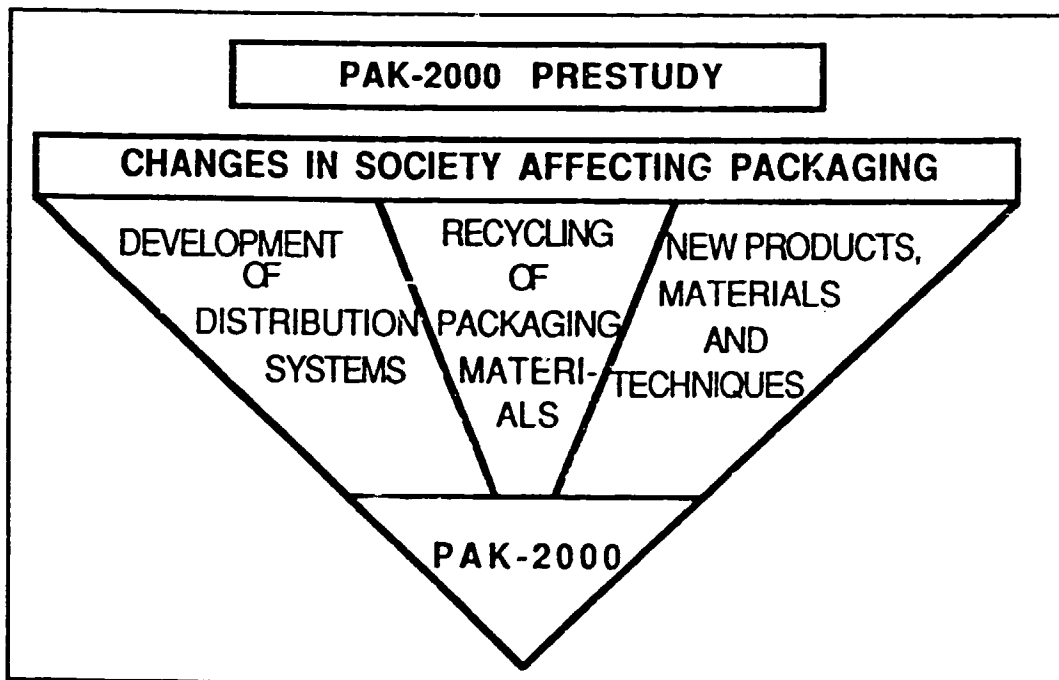 PAK-2000 PRESTUDY
CHANGES IN SOCIETY AFFECTING PACKAGING
DEVELOPMENT
OF
DISTRIBUTION
SYSTEMS
RECYCLING
OF
PACKAGING
MATERI-
ALS
NEW PRODUCTS,
MATERIALS
AND
TECHNIQUES
PAK-2000